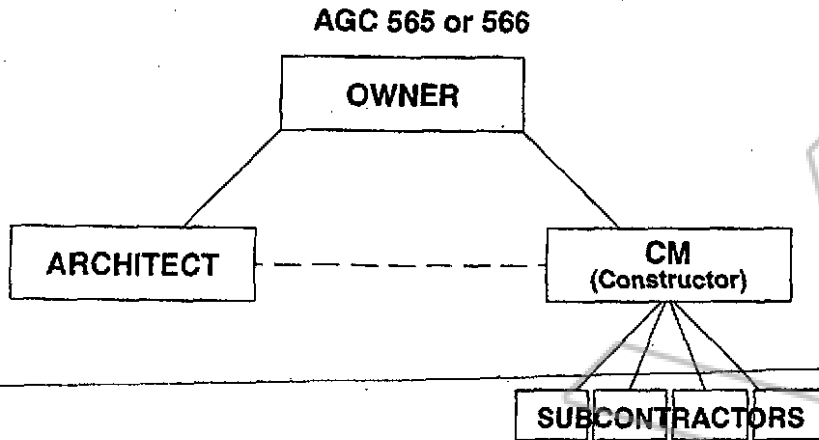 AGC 565 or 566
OWNER
ARCHITECT
CM
(Constructor)
SUBCONTRACTORS